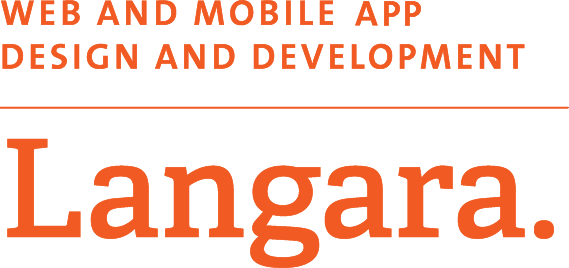 WEB AND MOBILE APP
DESIGN AND DEVELOPMENT
Langara.